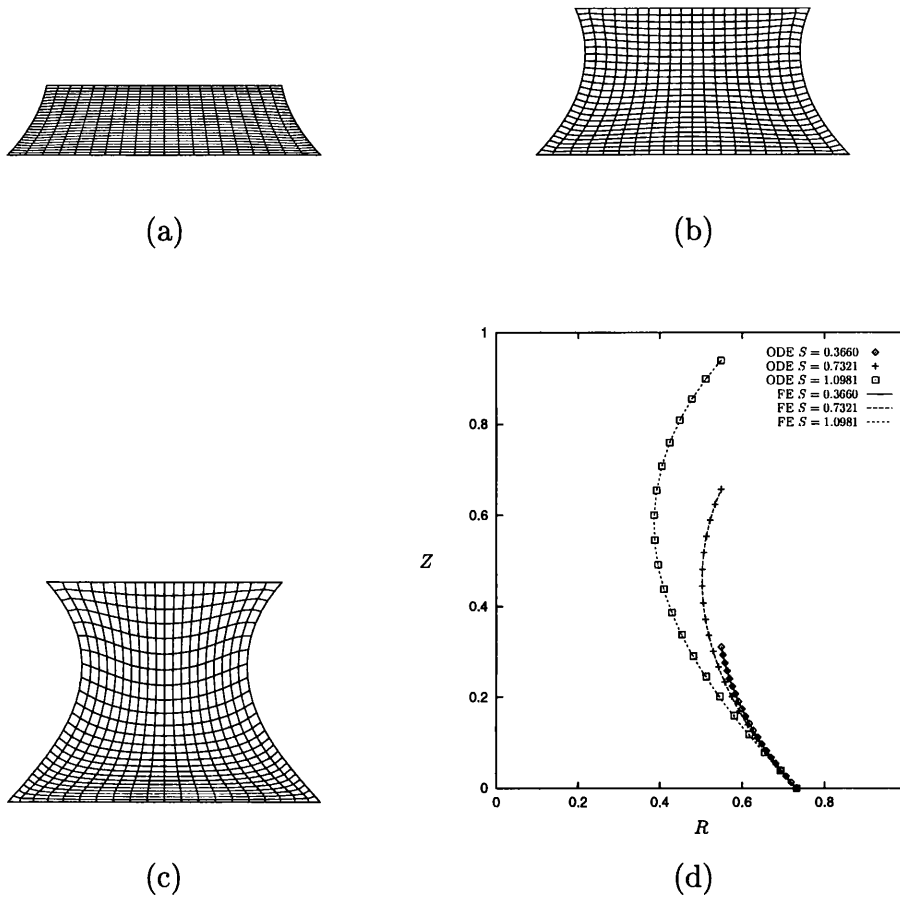 (a)
(b)
(c)
1
0.8
0.6
0.4
0.2
0
Z
0
0.2
0.4
0.6
0.8
R
ODE S = 0.3660
ODE S = 0.7321
ODE S = 1.0981
FE S = 0.3660
FE S = 0.7321
FE S = 1.0981
(d)